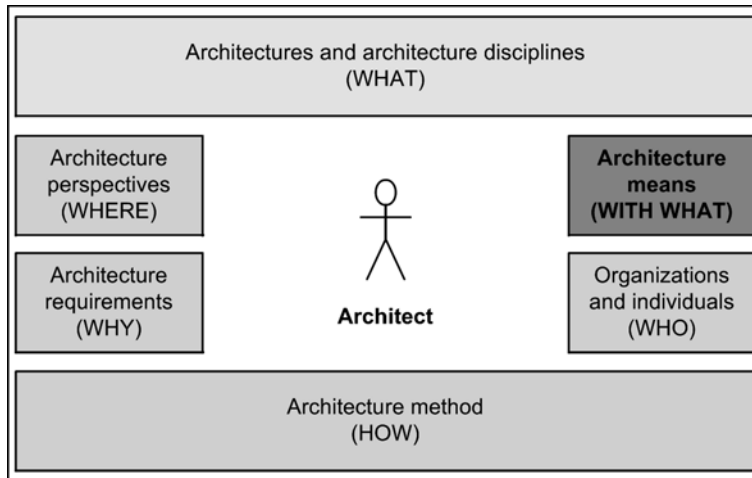 Architectures and architecture disciplines
(WHAT)
Architecture
perspectives
(WHERE)
Architecture
means
(WITH WHAT)
Architecture
requirements
(WHY)
Architect
Organizations
and individuals
(WHO)
Architecture method
(HOW)